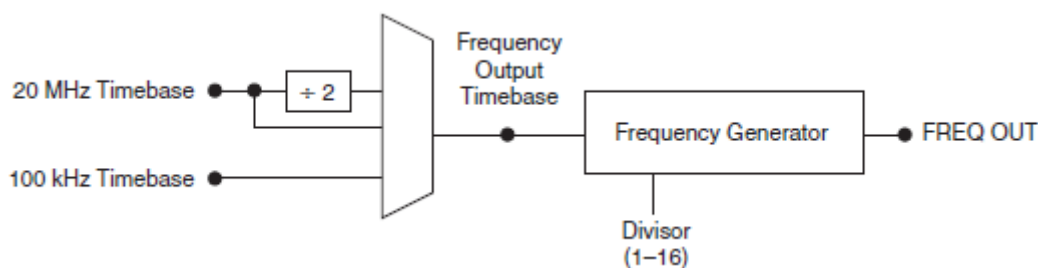 Frequency
Output
Timebase
20 MHz Timebase
÷ 2
Frequency Generator
FREQ OUT
100 kHz Timebase
Divisor
(1–16)